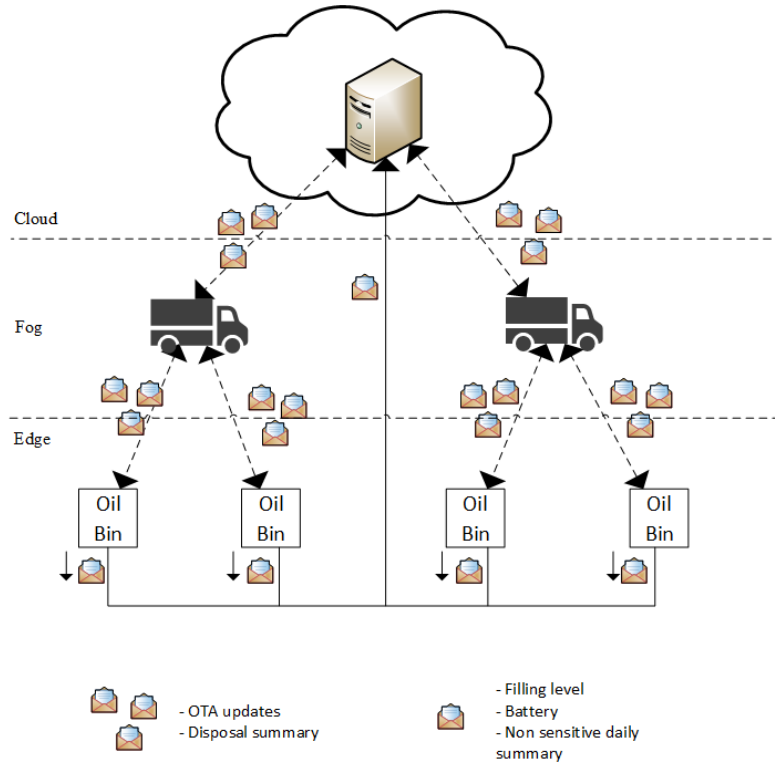 Cloud
Fog
Edge
Oil
Bin
Oil
Bin
Oil
Bin
Oil
Bin
- OTA updates
- Disposal summary
- Filling level
- Battery
- Non sensitive daily
summary